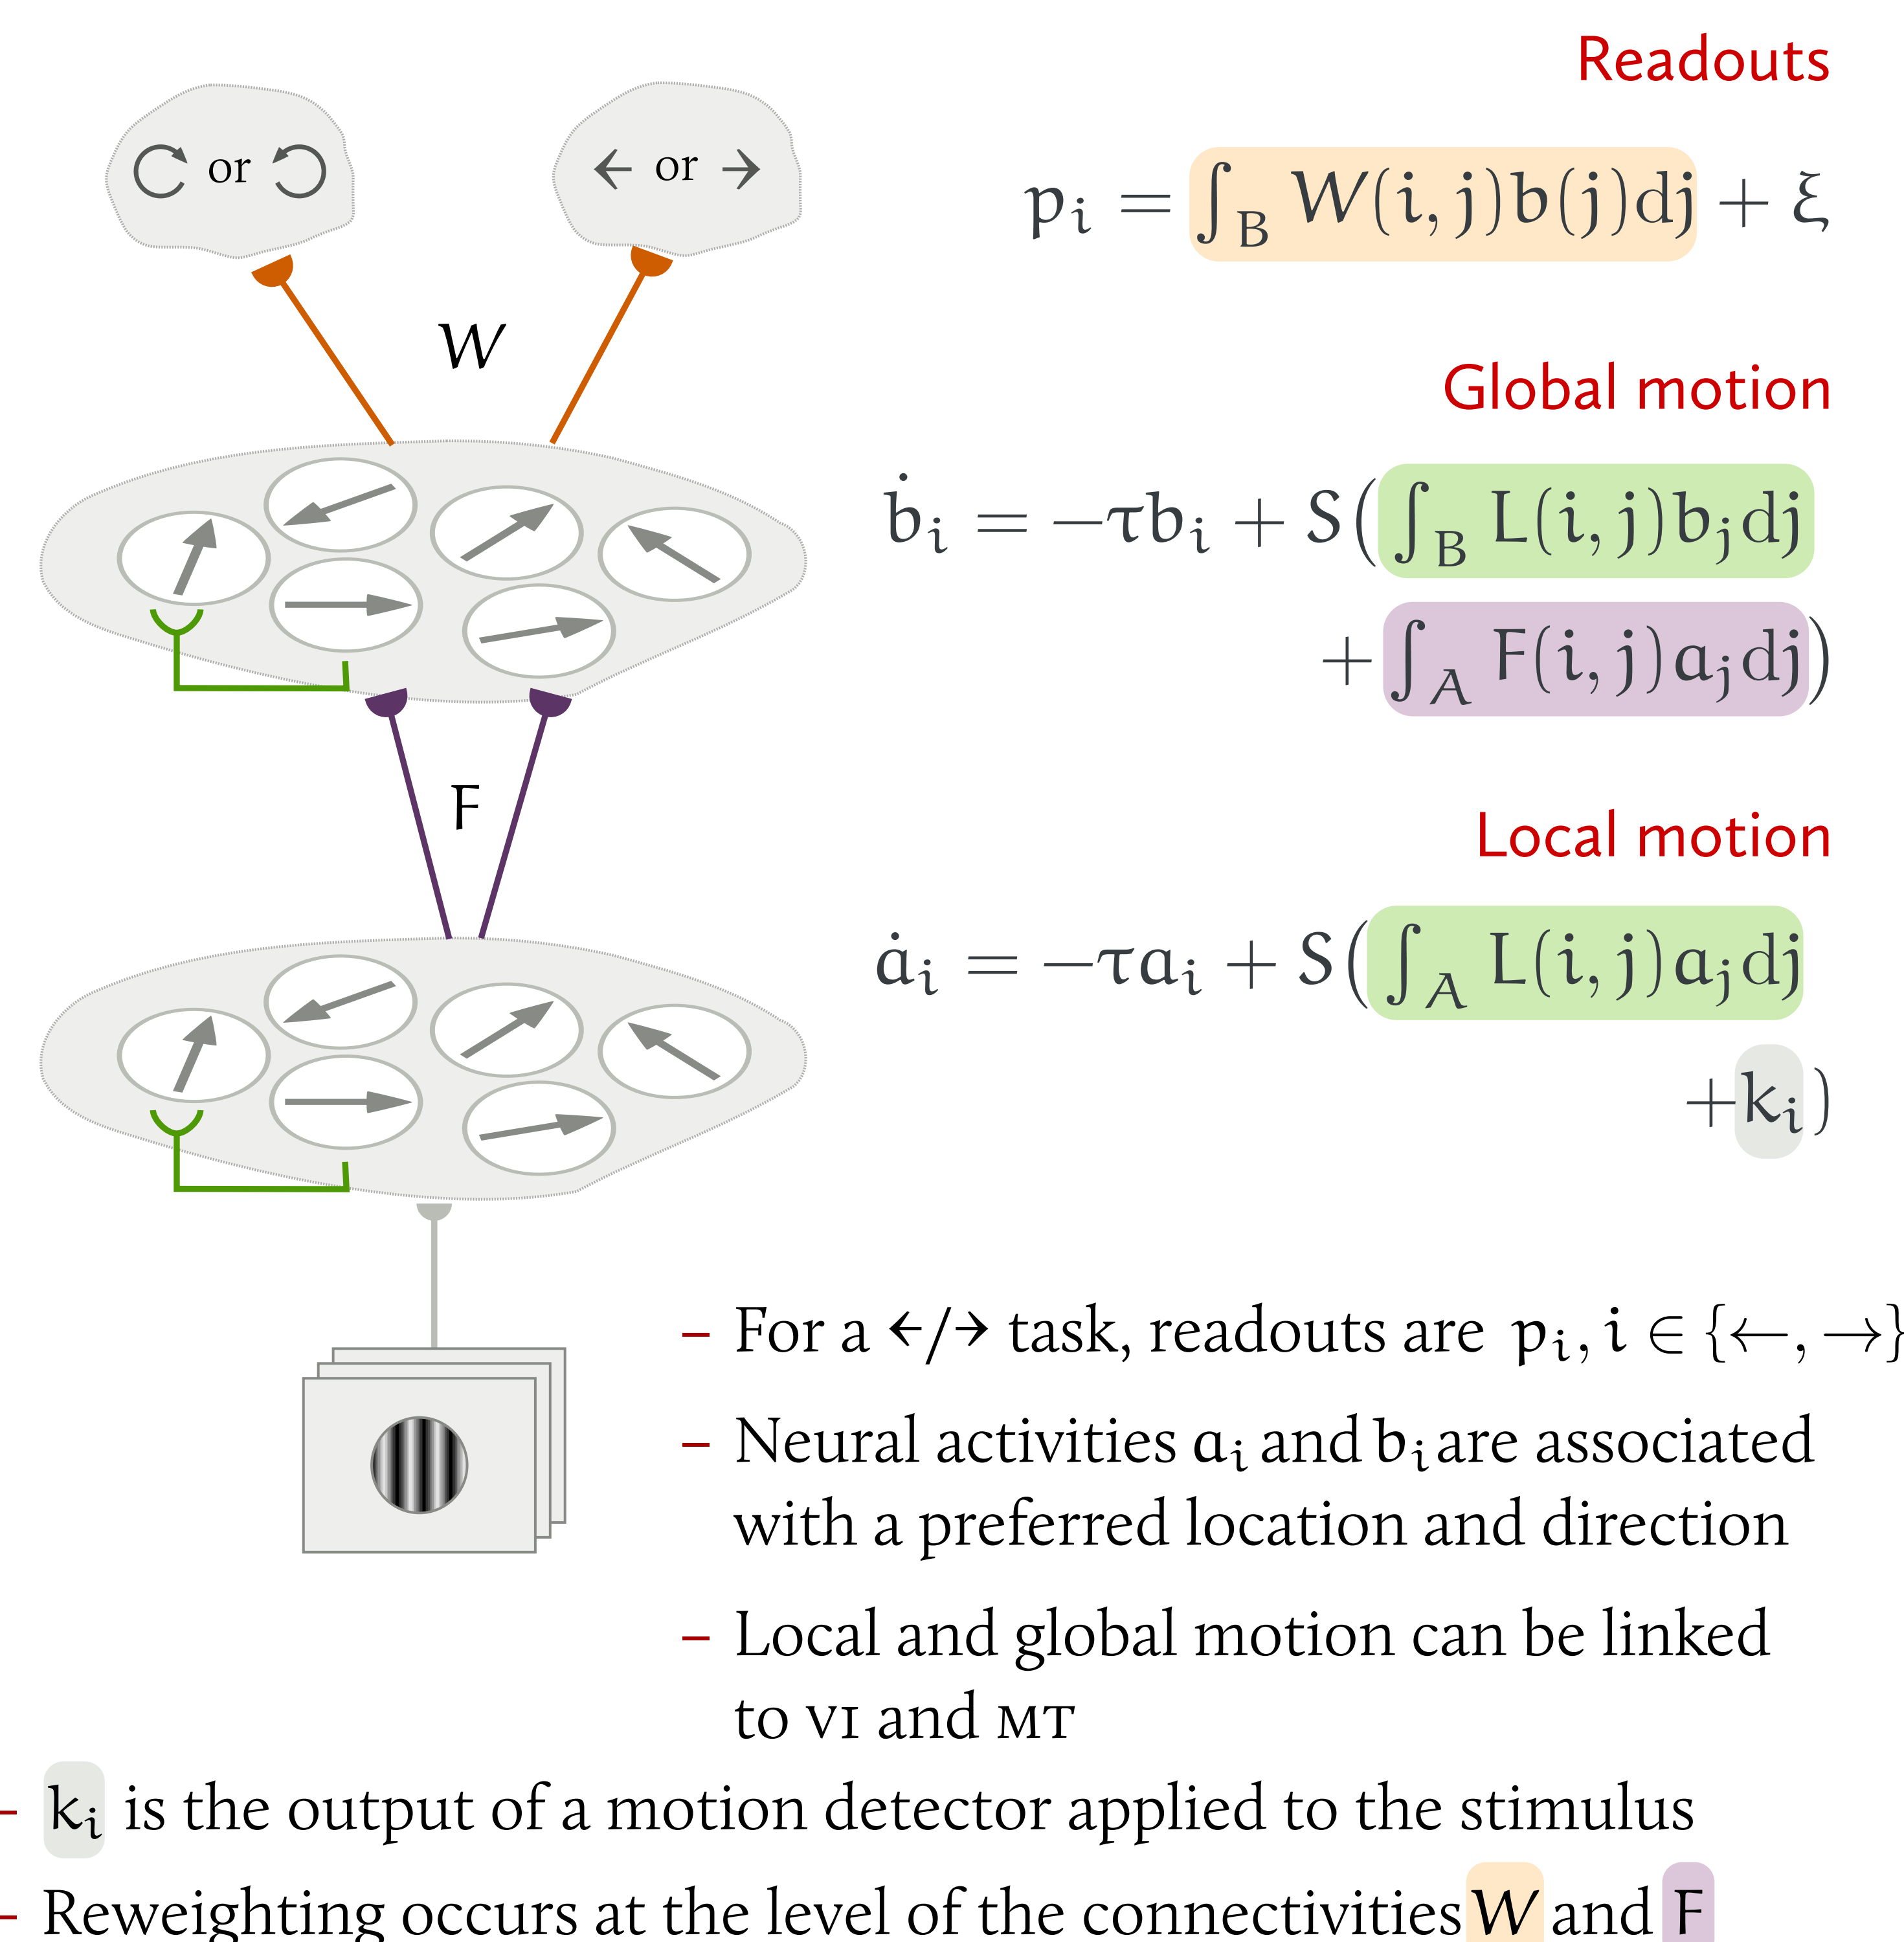 Readouts
or
← or →
pᵢ = ∫_B W(i, j)b(j)dj + ξ
W
Global motion
ḃᵢ = −τbᵢ + S(∫_B L(i, j)bⱼdj
+ ∫_A F(i, j)aⱼdj)
F
Local motion
ȧᵢ = −τaᵢ + S(∫_A L(i, j)aⱼdj
+kᵢ)
– For a ←/→ task, readouts are pᵢ, i ∈ {←, →}
– Neural activities aᵢ and bᵢ are associated
with a preferred location and direction
– Local and global motion can be linked
to VI and MT
– kᵢ is the output of a motion detector applied to the stimulus
– Reweighting occurs at the level of the connectivities W and F